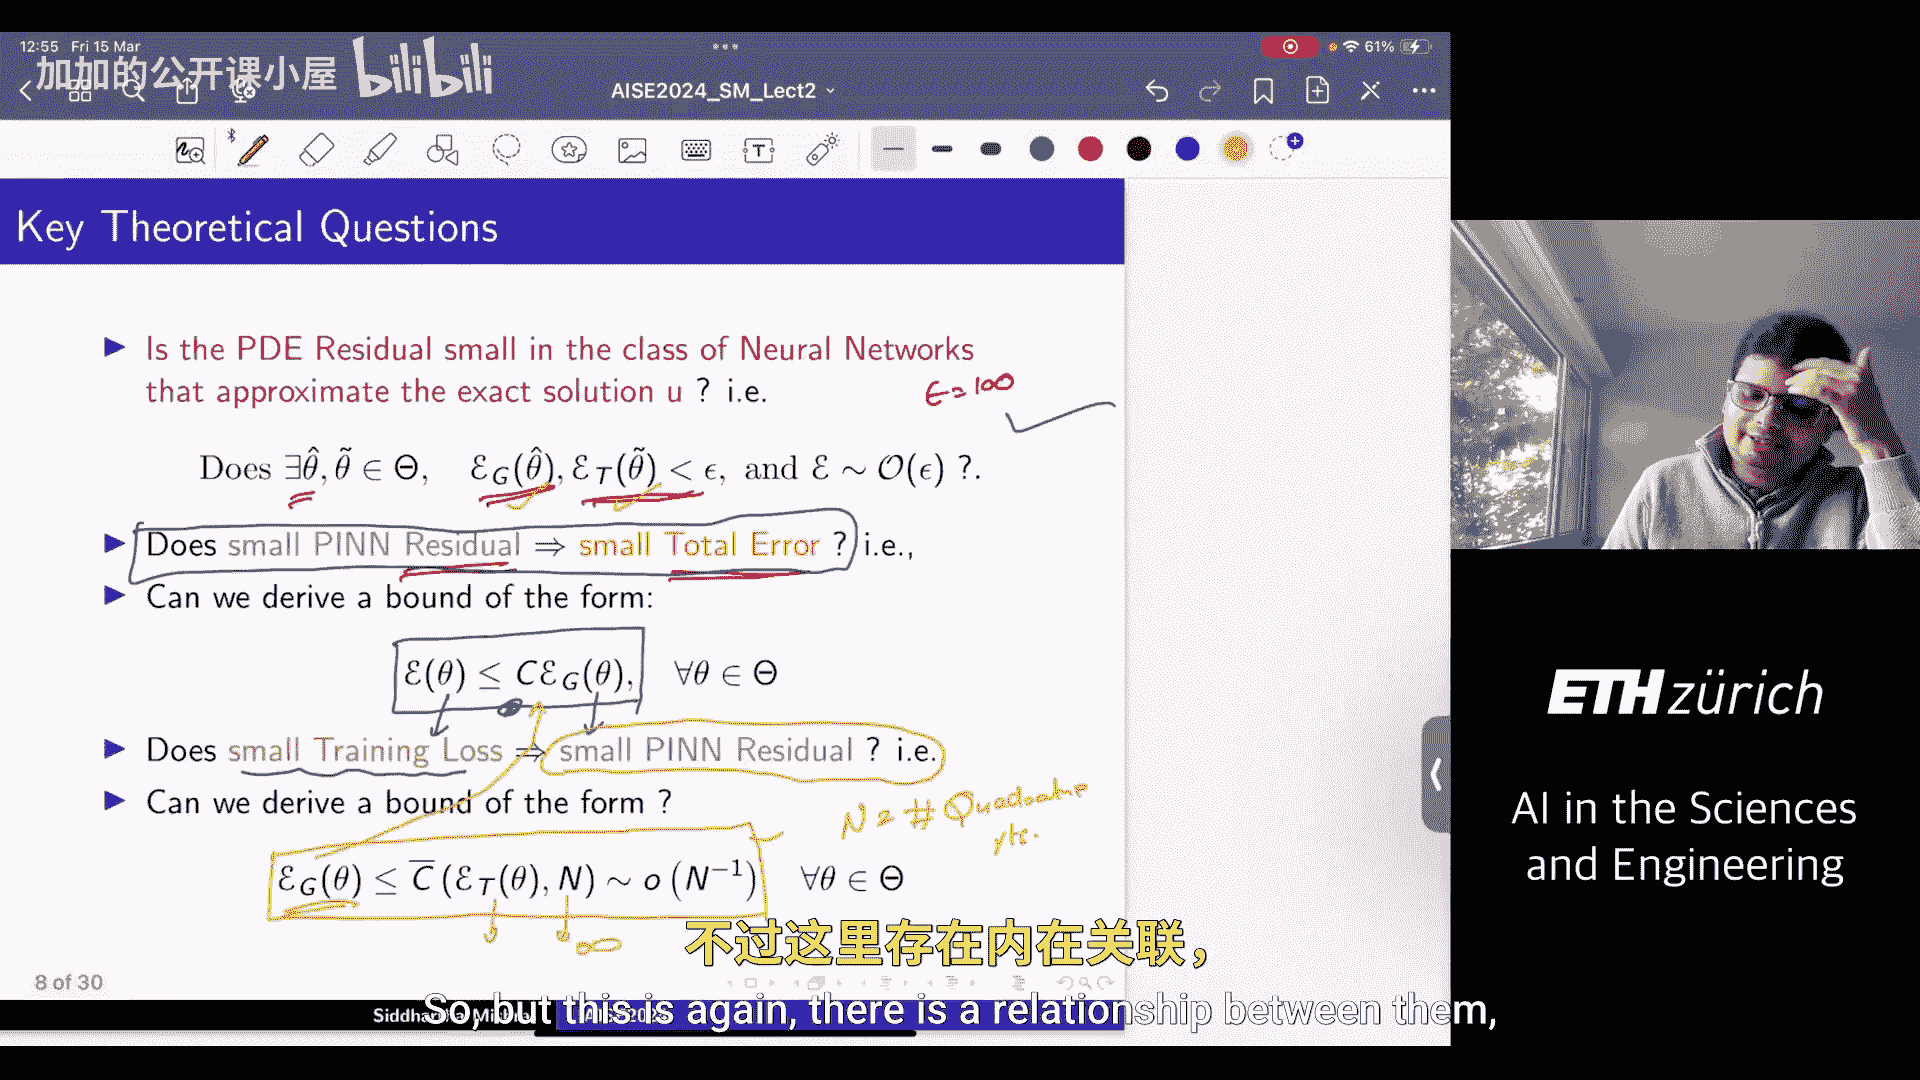 12:55 Fri 15 Mar
61%
加加的公开课小屋 bilibili
AISE2024_SM_Lect2
Key Theoretical Questions
▶ Is the PDE Residual small in the class of Neural Networks
that approximate the exact solution u ? i.e.
ϵ=100
Does ∃θ̂, θ̃ ∈ Θ, ℰ_G(θ̂), ℰ_T(θ̃) < ϵ, and ℰ ∼ 𝒪(ϵ) ?.
▶ Does small PINN Residual ⇒ small Total Error ? i.e.,
▶ Can we derive a bound of the form:
ℰ(θ) ≤ Cℰ_G(θ), ∀θ ∈ Θ
▶ Does small Training Loss ⇒ small PINN Residual ? i.e.
▶ Can we derive a bound of the form ?
N = # Quadrature
pts.
ℰ_G(θ) ≤ C̅ (ℰ_T(θ), N) ∼ o (N⁻¹) ∀θ ∈ Θ
∞
8 of 30
不过这里存在内在关联，
So, but this is again, there is a relationship between them,
ETH zürich
AI in the Sciences
and Engineering